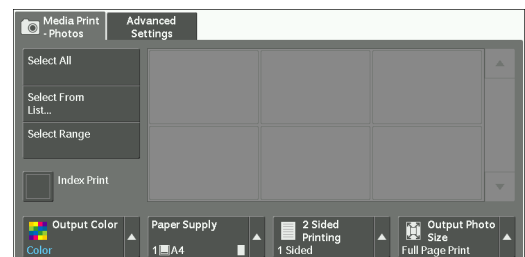 Media Print
- Photos
Advanced
Settings
Select All
Select From
List...
Select Range
Index Print
Output Color
Color
Paper Supply
1 A4
2 Sided
Printing
1 Sided
Output Photo
Size
Full Page Print